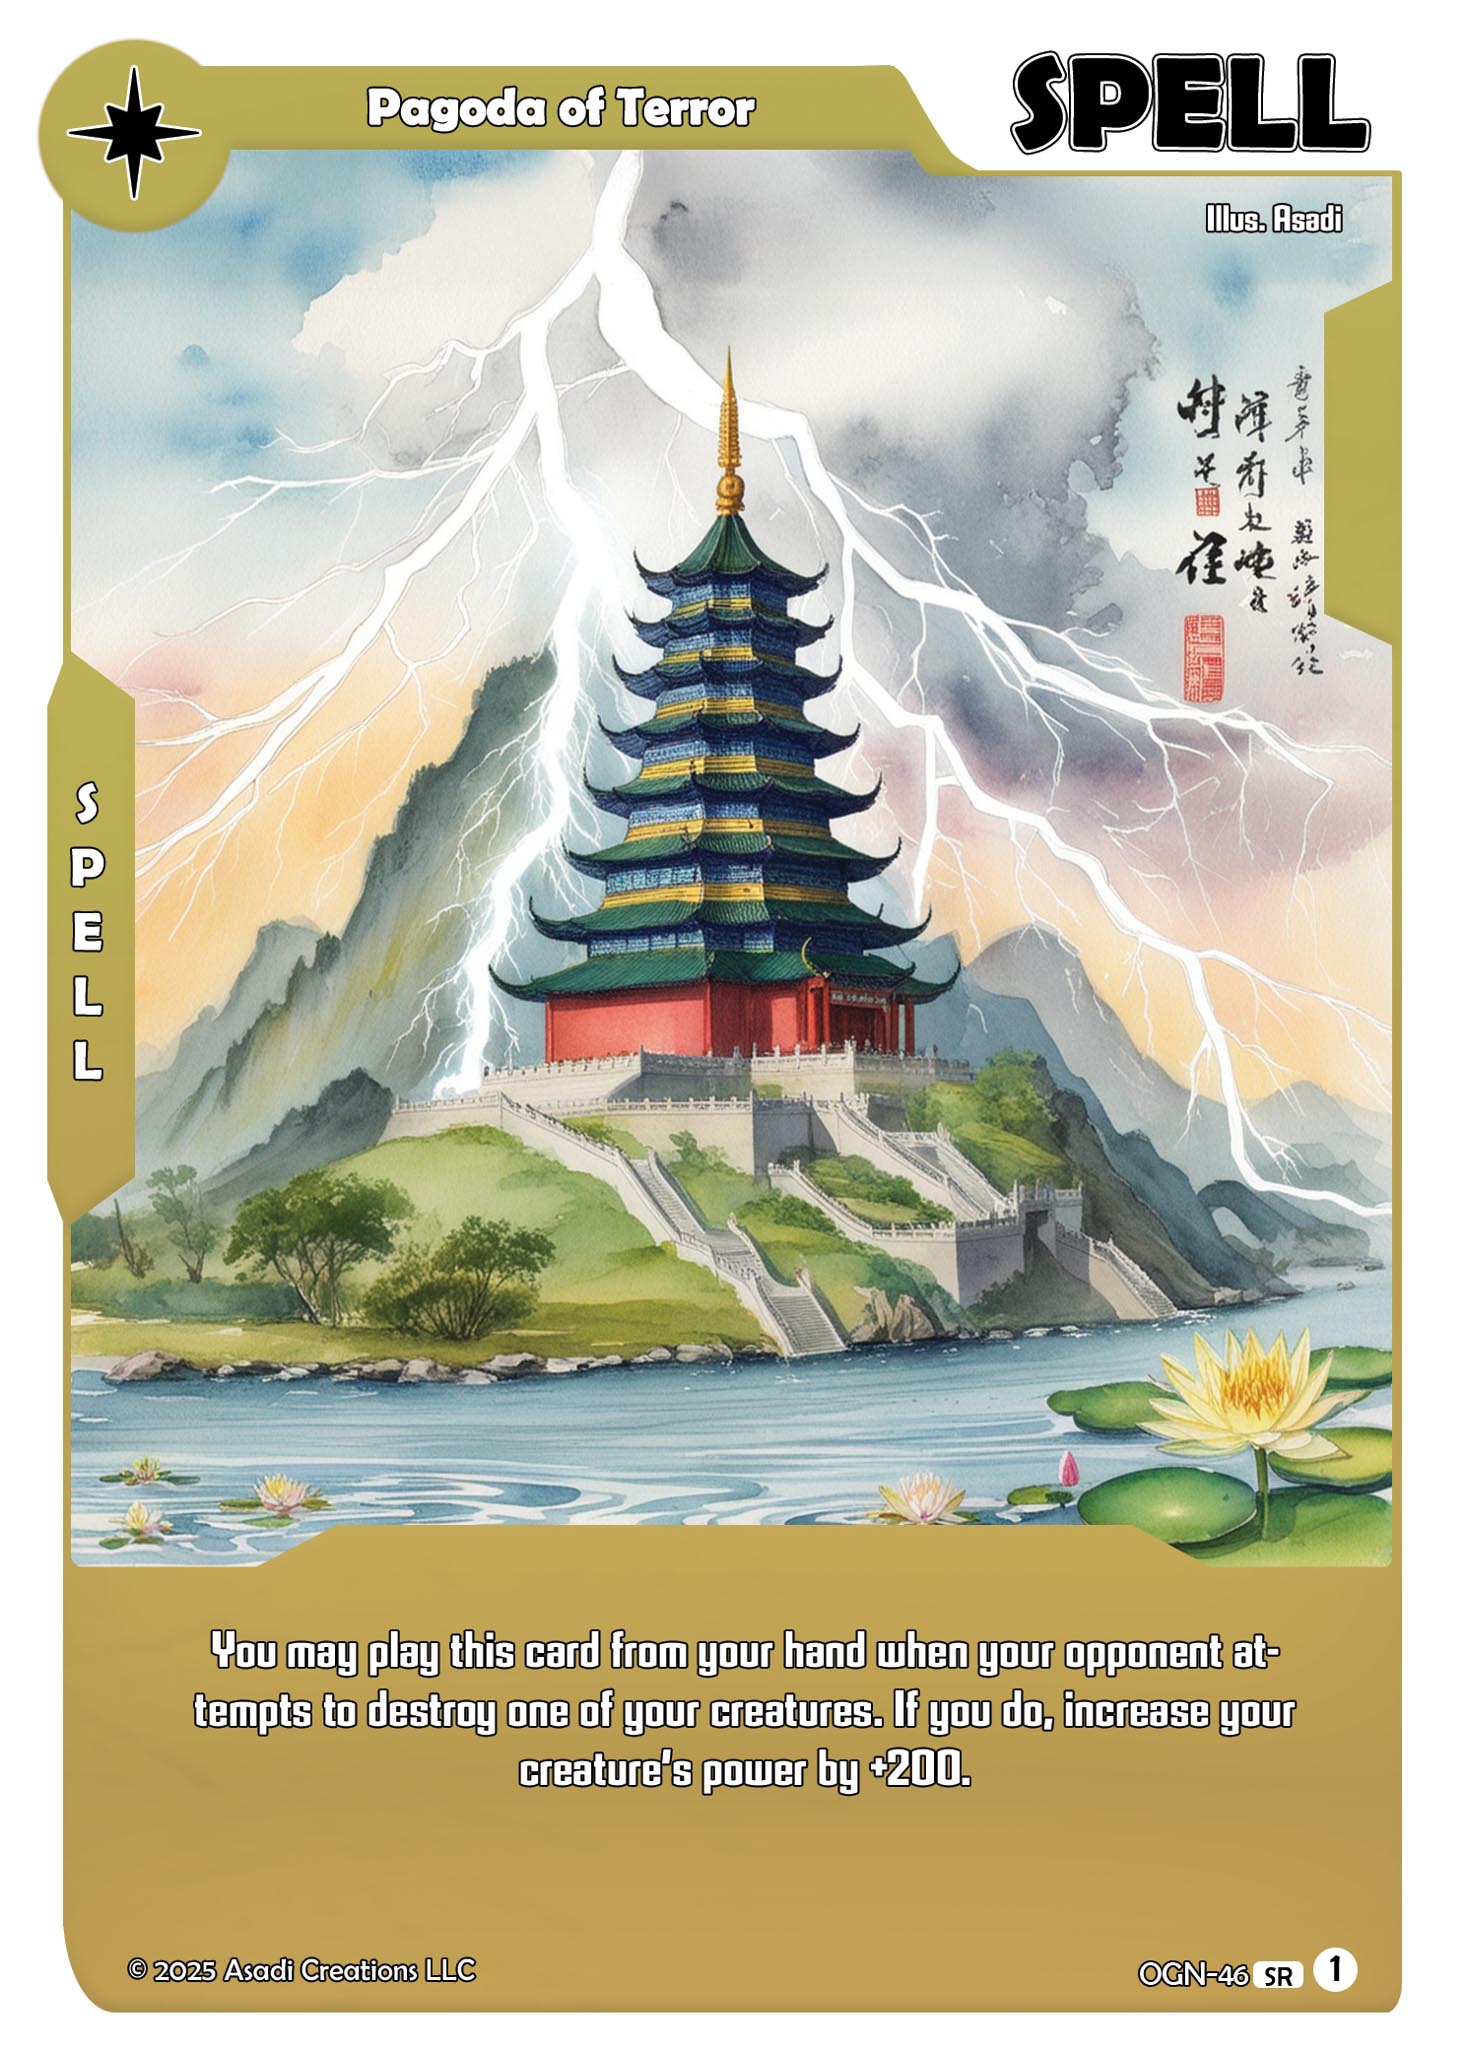 Pagoda of Terror
SPELL
Illus. Asadi
SPELL
You may play this card from your hand when your opponent at-
tempts to destroy one of your creatures. If you do, increase your
creature's power by +200.
© 2025 Asadi Creations LLC
OGN-46 SR 1